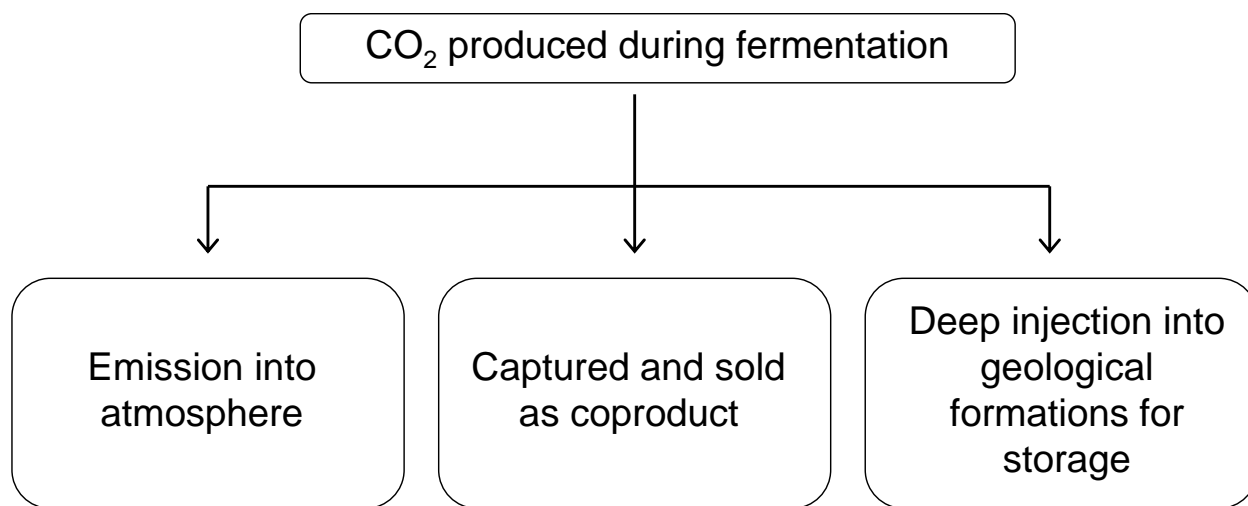 CO₂ produced during fermentation
Emission into
atmosphere
Captured and sold
as coproduct
Deep injection into
geological
formations for
storage